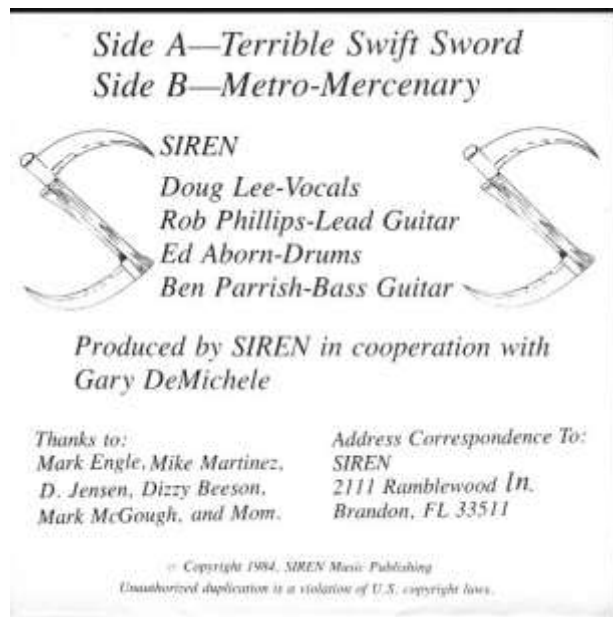 Side A—Terrible Swift Sword
Side B—Metro-Mercenary
SIREN
Doug Lee-Vocals
Rob Phillips-Lead Guitar
Ed Aborn-Drums
Ben Parrish-Bass Guitar
Produced by SIREN in cooperation with
Gary DeMichele
Thanks to:
Mark Engle, Mike Martinez,
D. Jensen, Dizzy Beeson,
Mark McGough, and Mom.
Address Correspondence To:
SIREN
2111 Ramblewood ln.
Brandon, FL 33511
Copyright 1984, SIREN Music Publishing
Unauthorized duplication is a violation of U.S. copyright laws.